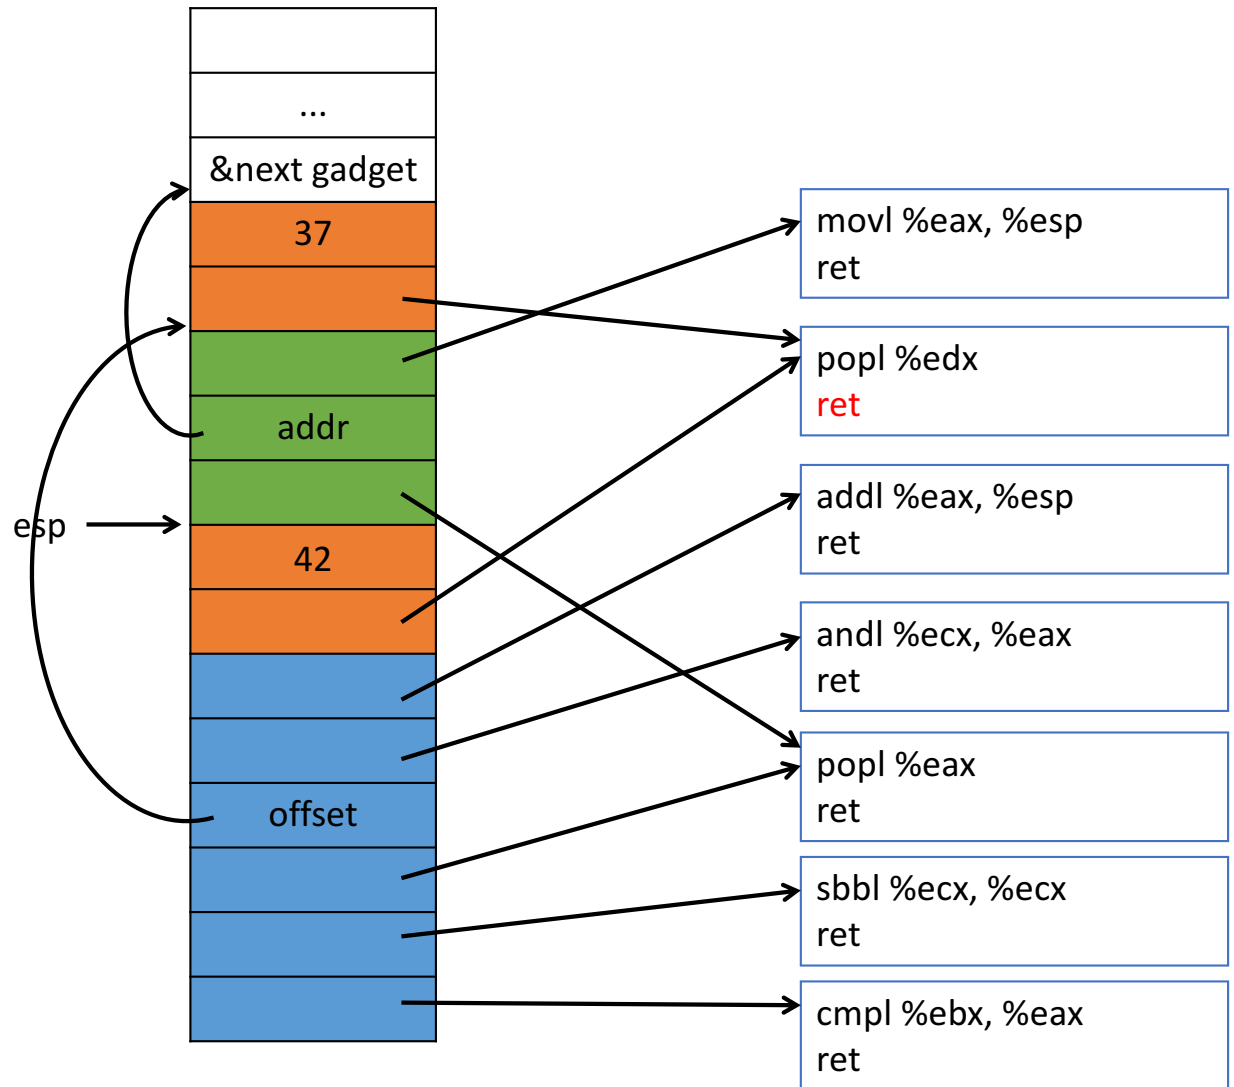 ...
&next gadget
37
addr
esp
42
offset
movl %eax, %esp
ret
popl %edx
ret
addl %eax, %esp
ret
andl %ecx, %eax
ret
popl %eax
ret
sbbl %ecx, %ecx
ret
cmpl %ebx, %eax
ret